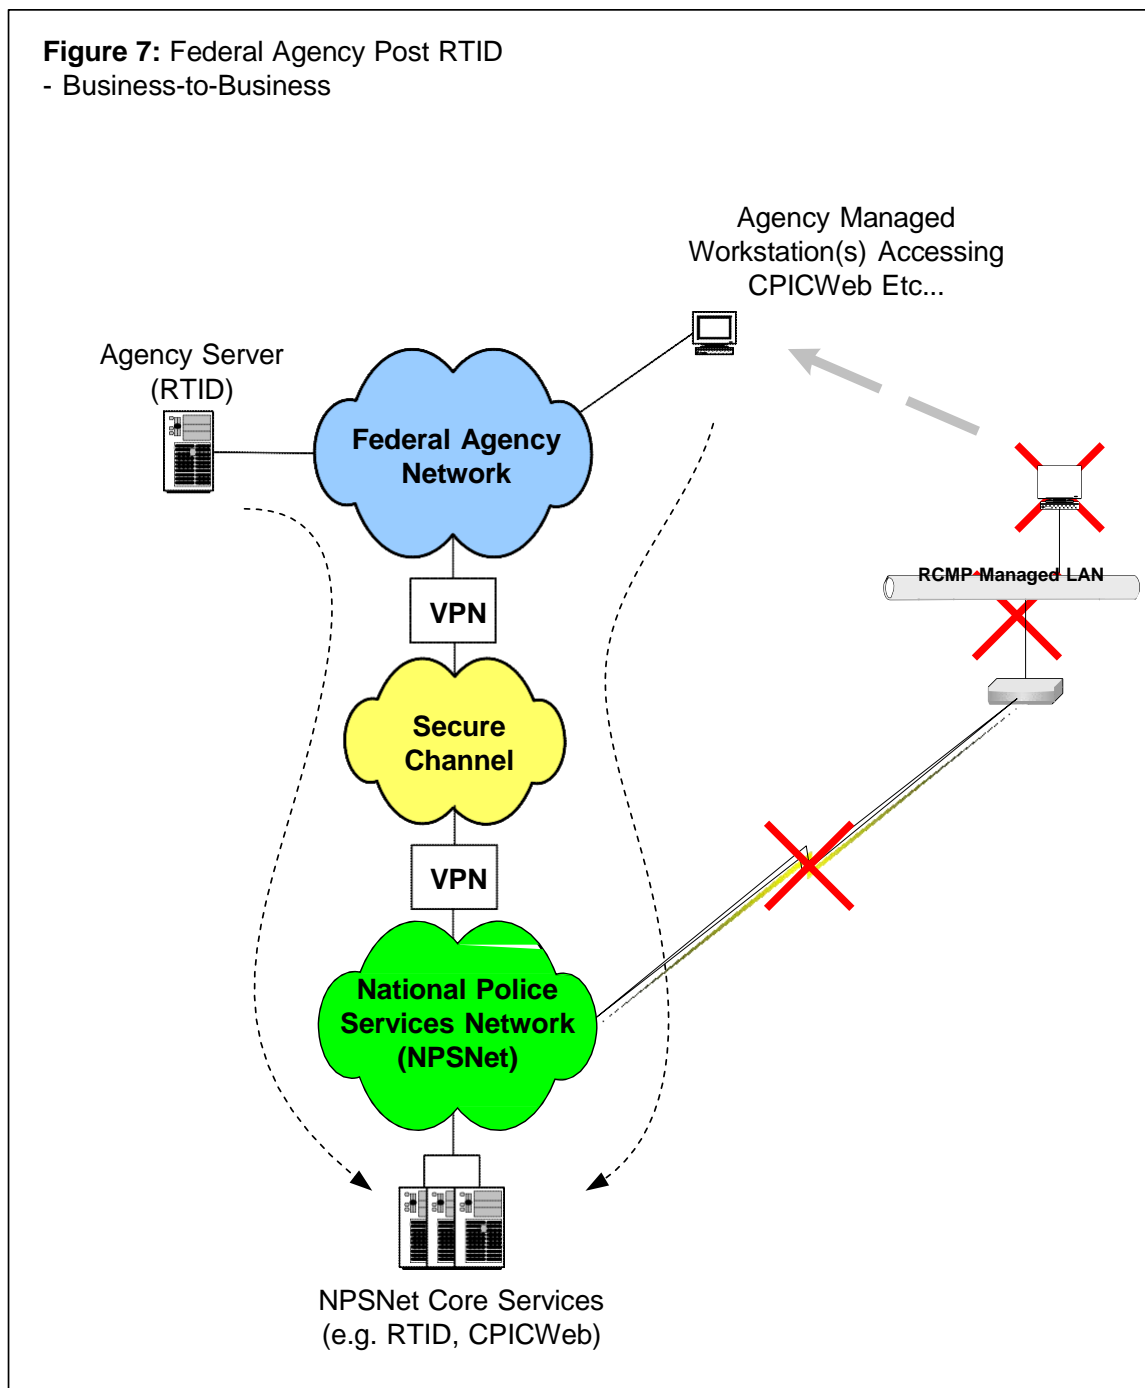 Figure 7: Federal Agency Post RTID
- Business-to-Business
Agency Managed
Workstation(s) Accessing
CPICWeb Etc...
Agency Server
(RTID)
Federal Agency
Network
RCMP Managed LAN
VPN
Secure
Channel
VPN
National Police
Services Network
(NPSNet)
NPSNet Core Services
(e.g. RTID, CPICWeb)